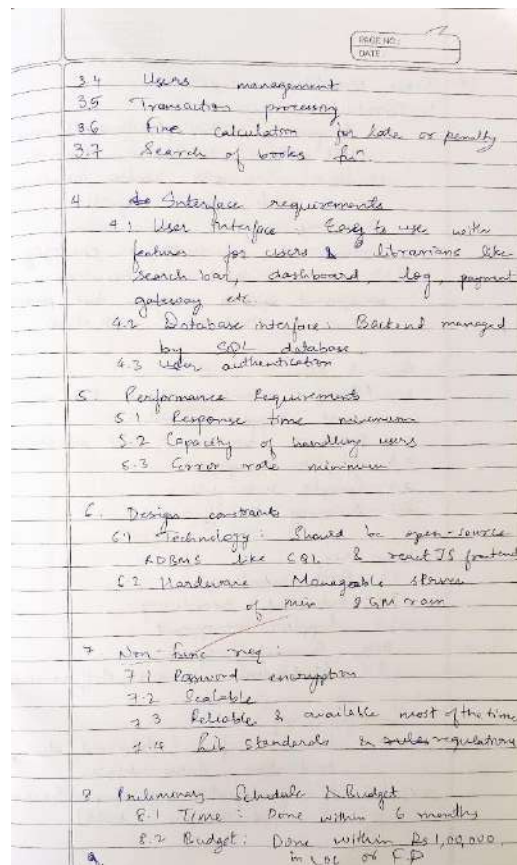 PAGE NO.:
DATE
3.4 Users management
3.5 Transaction processing
3.6 Fine calculation for late or penalty
3.7 Search of books fun.
4. Interface requirements
4.1 User Interface : Easy to use with
features for users & librarians like
search bar, dashboard, log, payment
gateway etc.
4.2 Database interface : Backend managed
by SQL database
4.3 User authentication
5. Performance Requirements
5.1 Response time minimum
5.2 Capacity of handling users
5.3 Error rate minimum
6. Design constraints
6.1 Technology : Should be open-source
RDBMS like SQL & react JS frontend
6.2 Hardware : Manageable
of min ram
7 Non-func req :
7.1 Password encryption
7.2 Scalable
7.3 Reliable & available most of the time
7.4 Lib standards & regulations
8. Preliminary Schedule & Budget
8.1 Time : Done within 6 months
8.2 Budget : Done within Rs 1,00,000
in LOC or FP